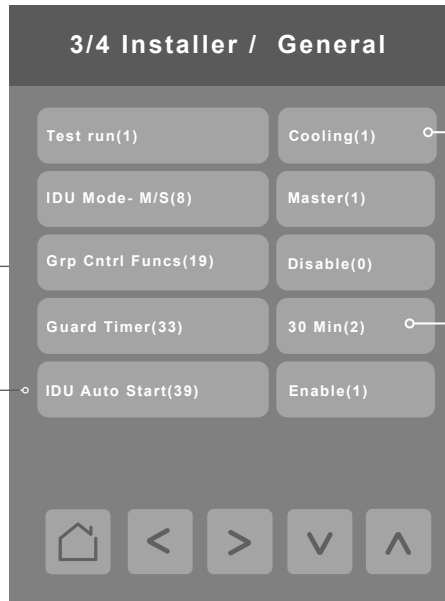 3/4 Installer / General
Test run(1) Cooling(1)
IDU Mode- M/S(8) Master(1)
Grp Cntrl Funcs(19) Disable(0)
Guard Timer(33) 30 Min(2)
IDU Auto Start(39) Enable(1)